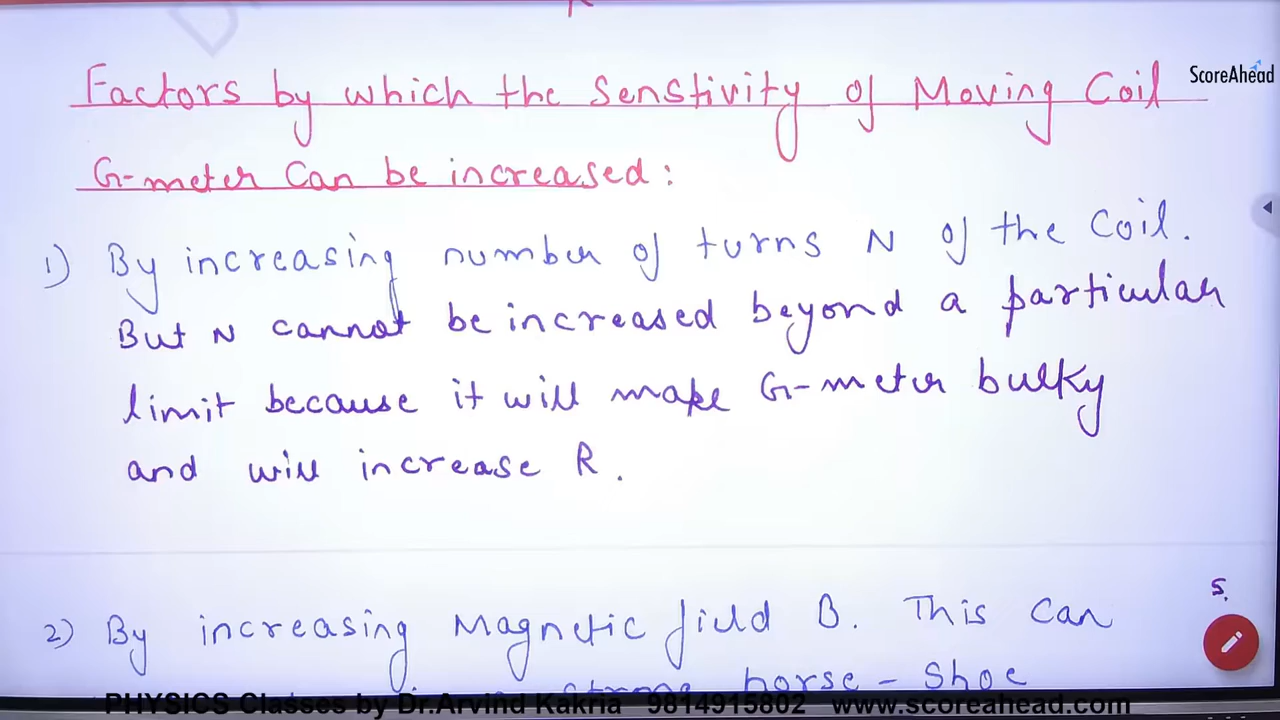 ScoreAhead
Factors by which the Senstivity of Moving Coil
G-meter Can be increased:
1) By increasing number of turns N of the Coil.
But N cannot be increased beyond a particular
limit because it will make G-meter bulky
and will increase R.
5.
2) By increasing Magnetic field B. This Can
strong horse-Shoe
PHYSICS Classes by Dr.Arvind Kakria 9814915802 www.scoreahead.com